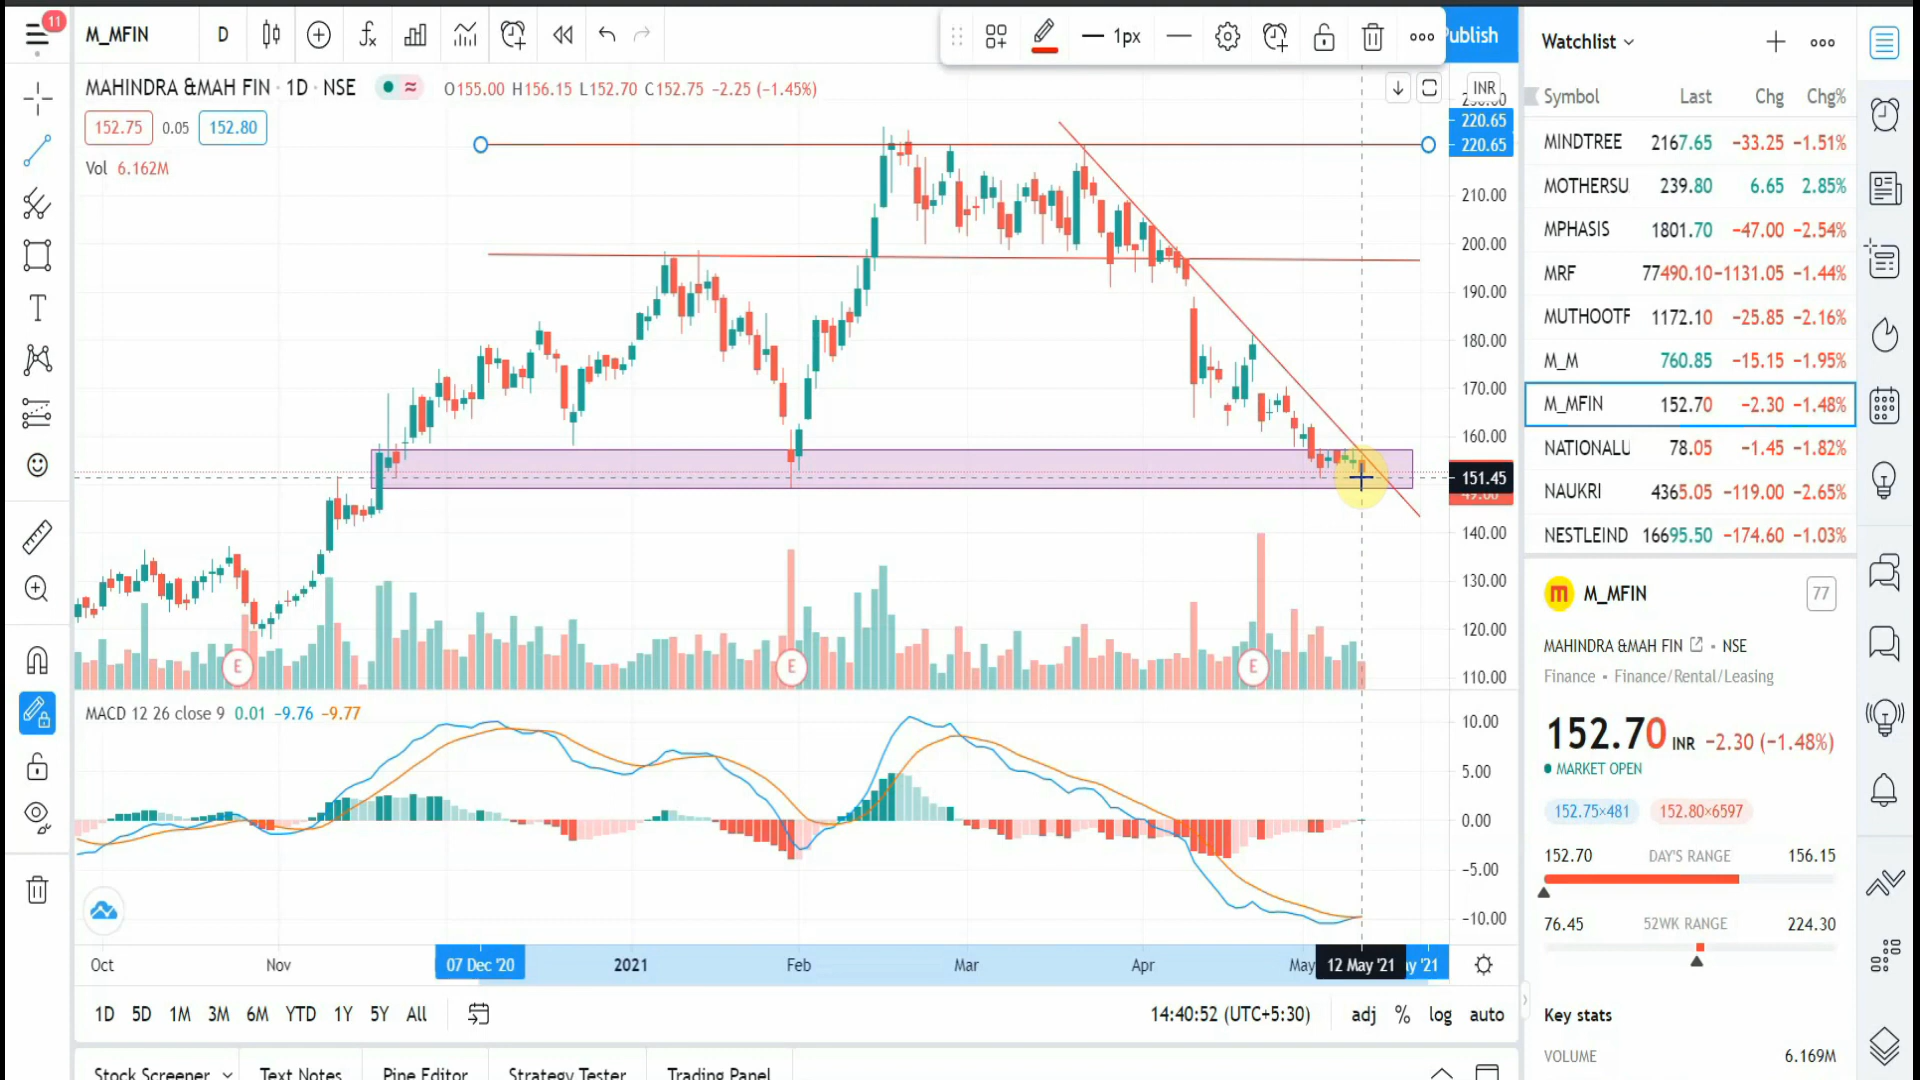 11
M_MFIN
D
1px
Publish
Watchlist
MAHINDRA &MAH FIN · 1D · NSE
O155.00 H156.15 L152.70 C152.75 −2.25 (−1.45%)
INR
152.75 0.05 152.80
Vol 6.162M
220.65
220.65
210.00
200.00
190.00
180.00
170.00
160.00
151.45
140.00
130.00
120.00
110.00
E E E
MACD 12 26 close 9 0.01 −9.76 −9.77
10.00
5.00
0.00
−5.00
−10.00
Oct Nov 07 Dec '20 2021 Feb Mar Apr May 12 May '21
1D 5D 1M 3M 6M YTD 1Y 5Y All
14:40:52 (UTC+5:30) adj % log auto
Stock Screener Text Notes Pine Editor Strategy Tester Trading Panel
Symbol Last Chg Chg%
MINDTREE 2167.65 −33.25 −1.51%
MOTHERSU 239.80 6.65 2.85%
MPHASIS 1801.70 −47.00 −2.54%
MRF 77490.10 −1131.05 −1.44%
MUTHOOTF 1172.10 −25.85 −2.16%
M_M 760.85 −15.15 −1.95%
M_MFIN 152.70 −2.30 −1.48%
NATIONALU 78.05 −1.45 −1.82%
NAUKRI 4365.05 −119.00 −2.65%
NESTLEIND 16695.50 −174.60 −1.03%
m M_MFIN 77
MAHINDRA &MAH FIN · NSE
Finance · Finance/Rental/Leasing
152.70 INR −2.30 (−1.48%)
MARKET OPEN
152.75×481 152.80×6597
152.70 DAY'S RANGE 156.15
76.45 52WK RANGE 224.30
Key stats
VOLUME 6.169M